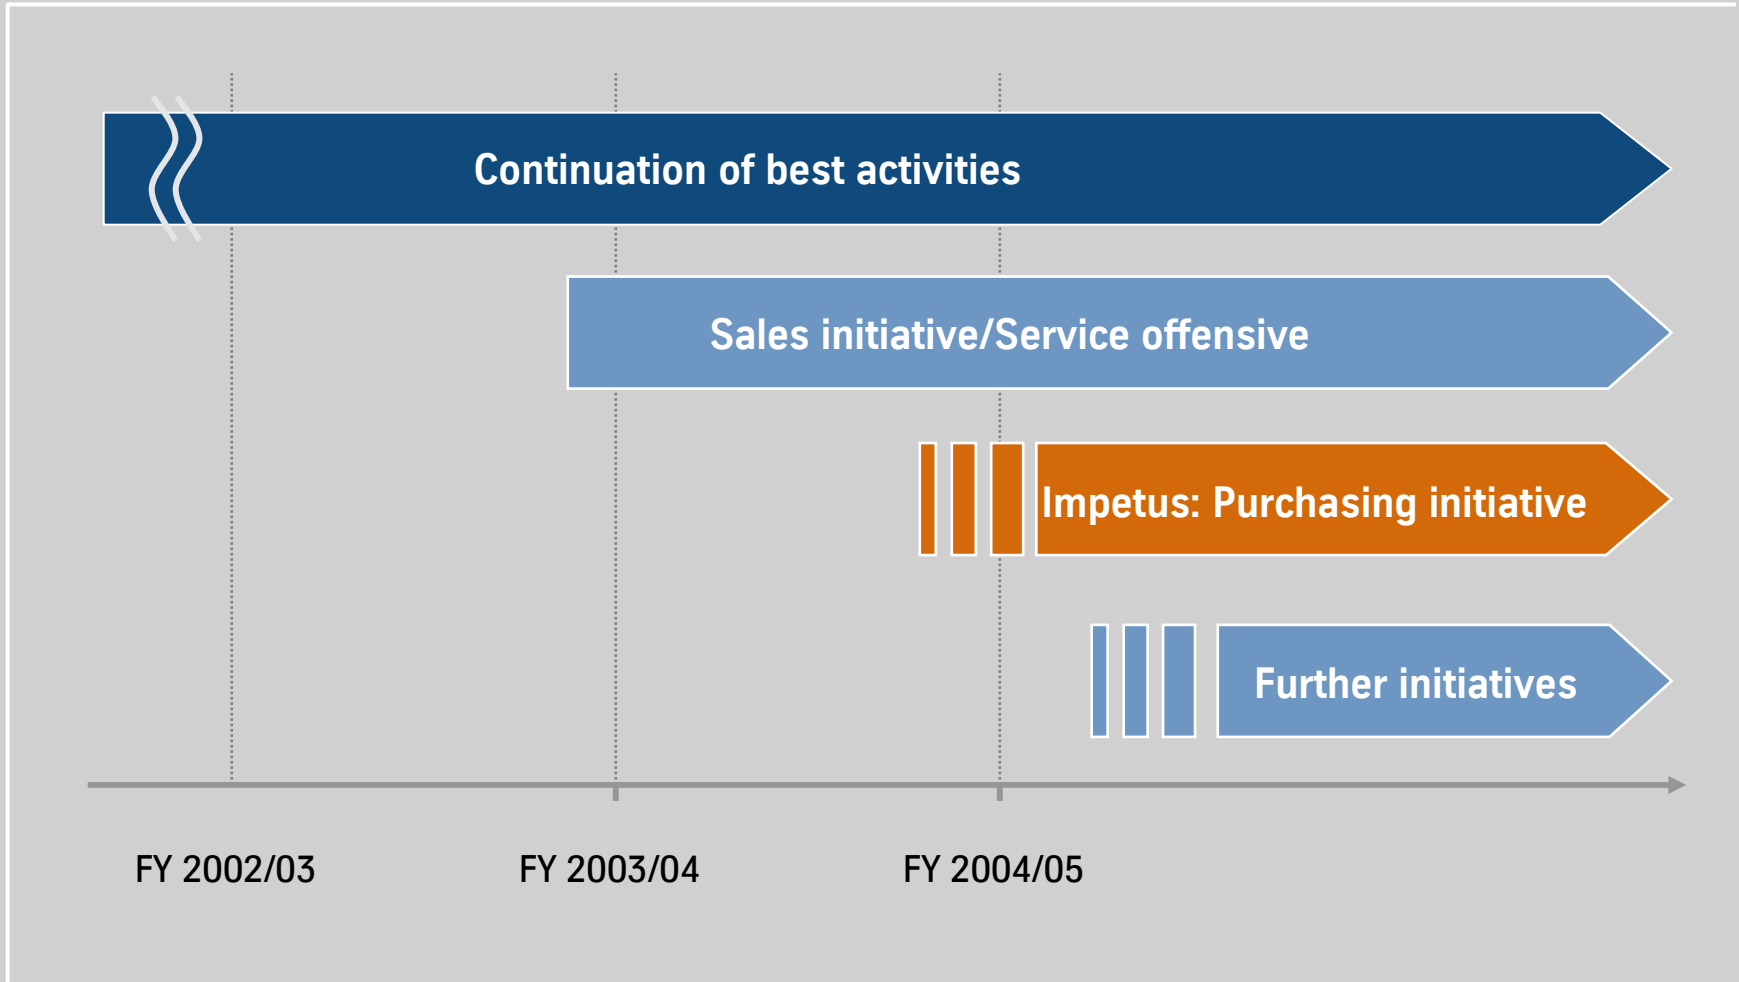 Continuation of best activities
Sales initiative/Service offensive
Impetus: Purchasing initiative
Further initiatives
FY 2002/03 FY 2003/04 FY 2004/05